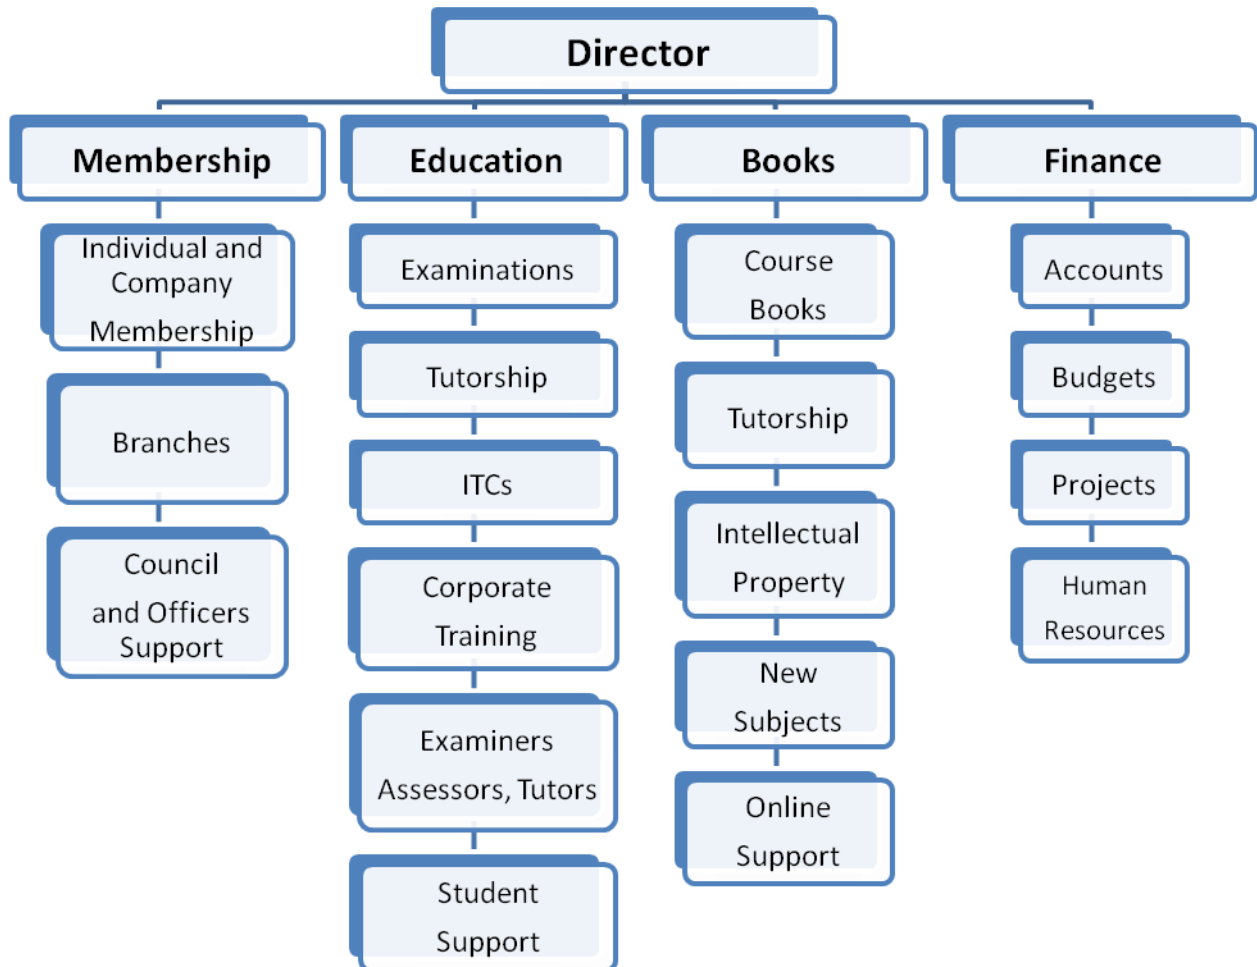 Director
Membership
Education
Books
Finance
Individual and
Company
Membership
Branches
Council
and Officers
Support
Examinations
Tutorship
ITCs
Corporate
Training
Examiners
Assessors, Tutors
Student
Support
Course
Books
Tutorship
Intellectual
Property
New
Subjects
Online
Support
Accounts
Budgets
Projects
Human
Resources